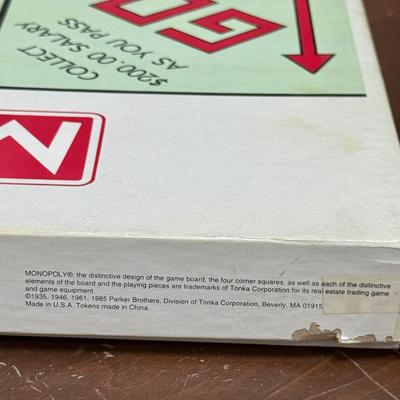 GO
COLLECT
$200.00 SALARY
AS YOU PASS
MONOPOLY®, the distinctive design of the game board, the four corner squares, as well as each of the distinctive
elements of the board and the playing pieces are trademarks of Tonka Corporation for its real estate trading game
and game equipment.
©1935, 1946, 1961, 1985 Parker Brothers, Division of Tonka Corporation, Beverly, MA 01915
Made in U.S.A. Tokens made in China.